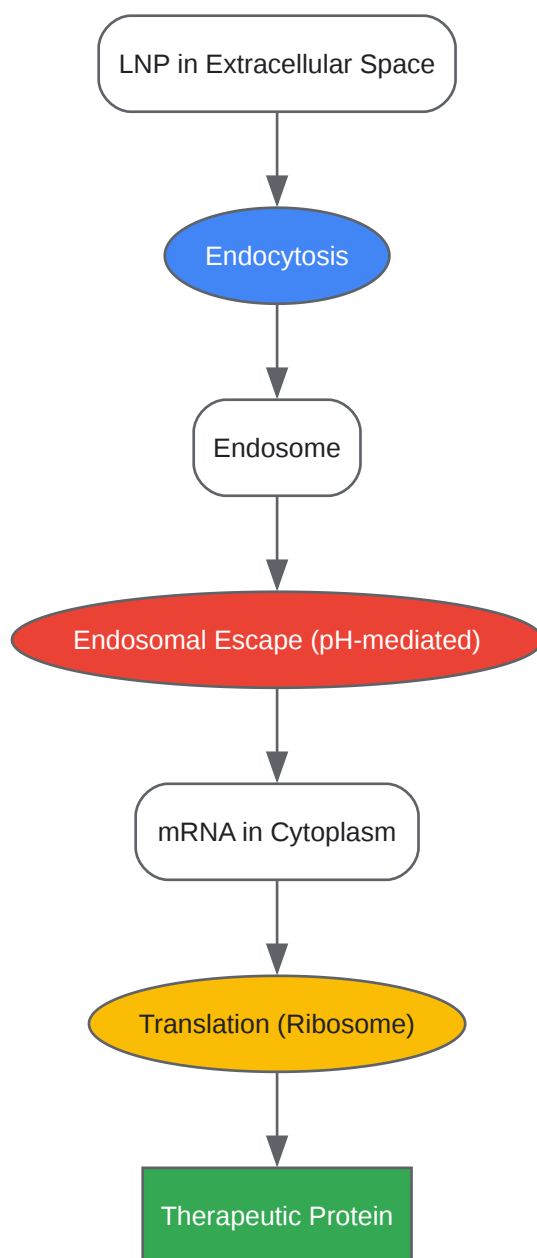 LNP in Extracellular Space
Endocytosis
Endosome
Endosomal Escape (pH-mediated)
mRNA in Cytoplasm
Translation (Ribosome)
Therapeutic Protein